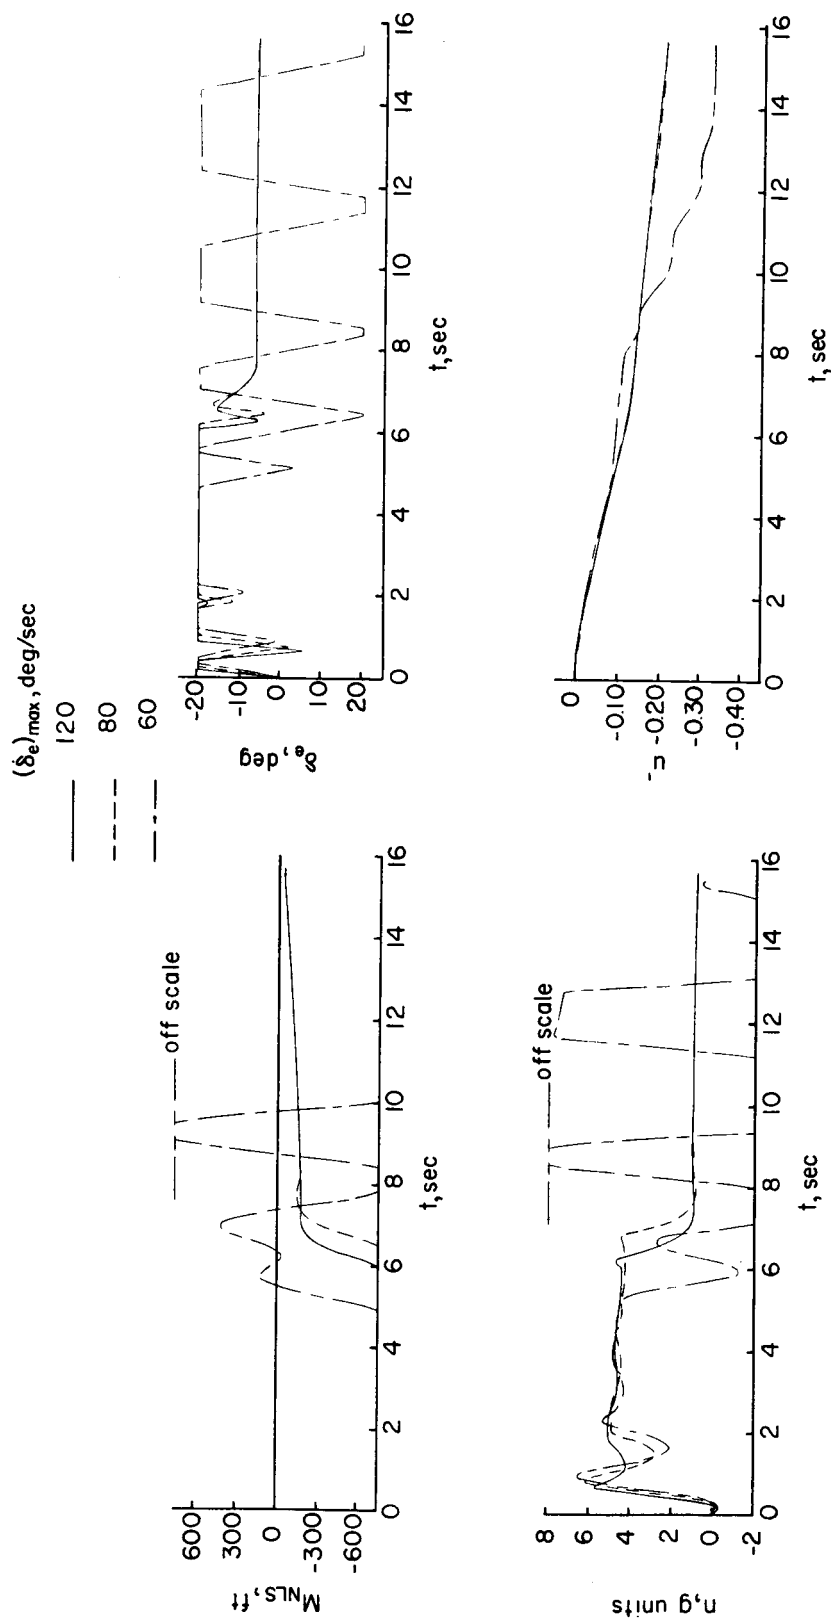 (δ̇e)max, deg/sec
120
80
60
off scale
600
300
0
-300
-600
MNLS, ft
0 2 4 6 8 10 12 14 16
t, sec
-20
-10
0
10
20
δe, deg
0 2 4 6 8 10 12 14 16
t, sec
off scale
8
6
4
2
0
-2
n, g units
0 2 4 6 8 10 12 14 16
t, sec
0
-0.10
-0.20
-0.30
-0.40
0 2 4 6 8 10 12 14 16
t, sec